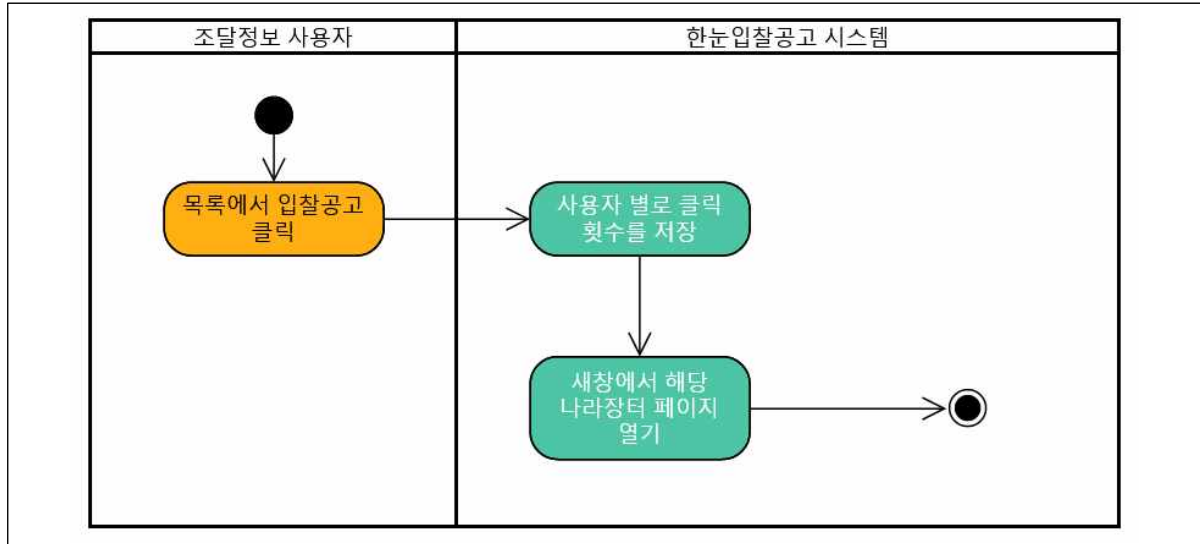 조달정보 사용자
한눈입찰공고 시스템
목록에서 입찰공고
클릭
사용자 별로 클릭
횟수를 저장
새창에서 해당
나라장터 페이지
열기